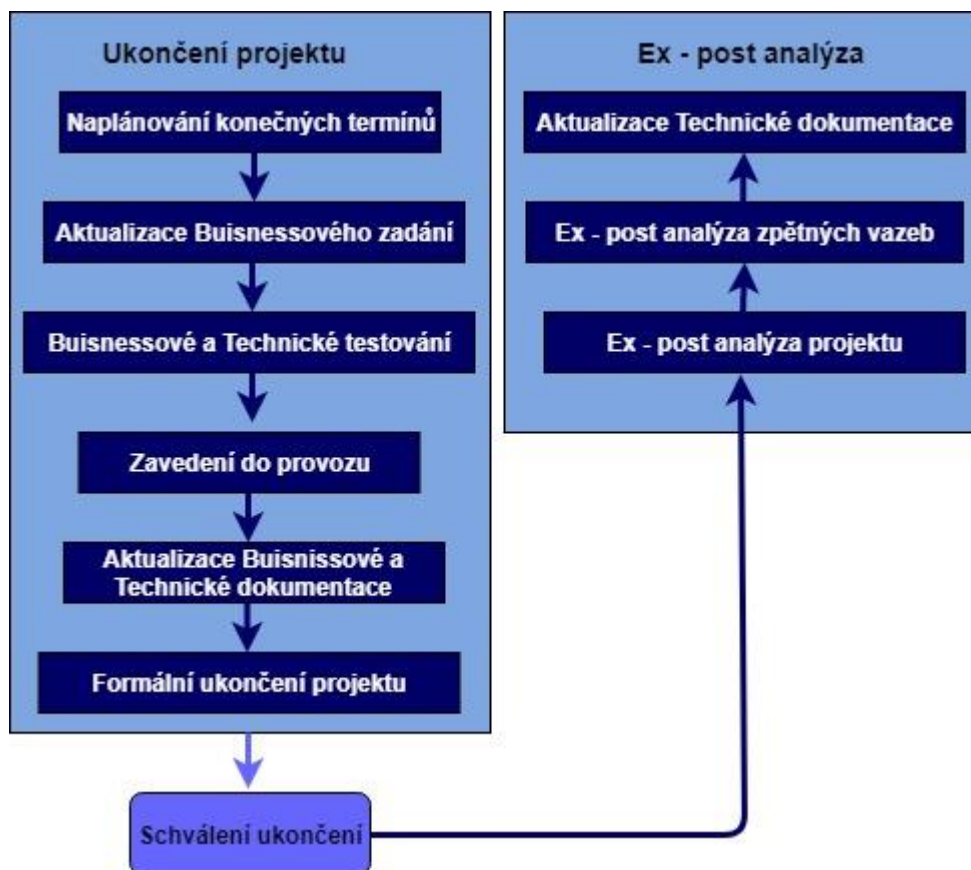 Ukončení projektu
Naplánování konečných termínů
Aktualizace Buisnessového zadání
Buisnessové a Technické testování
Zavedení do provozu
Aktualizace Buisnissové a
Technické dokumentace
Formální ukončení projektu
Schválení ukončení
Ex - post analýza
Aktualizace Technické dokumentace
Ex - post analýza zpětných vazeb
Ex - post analýza projektu